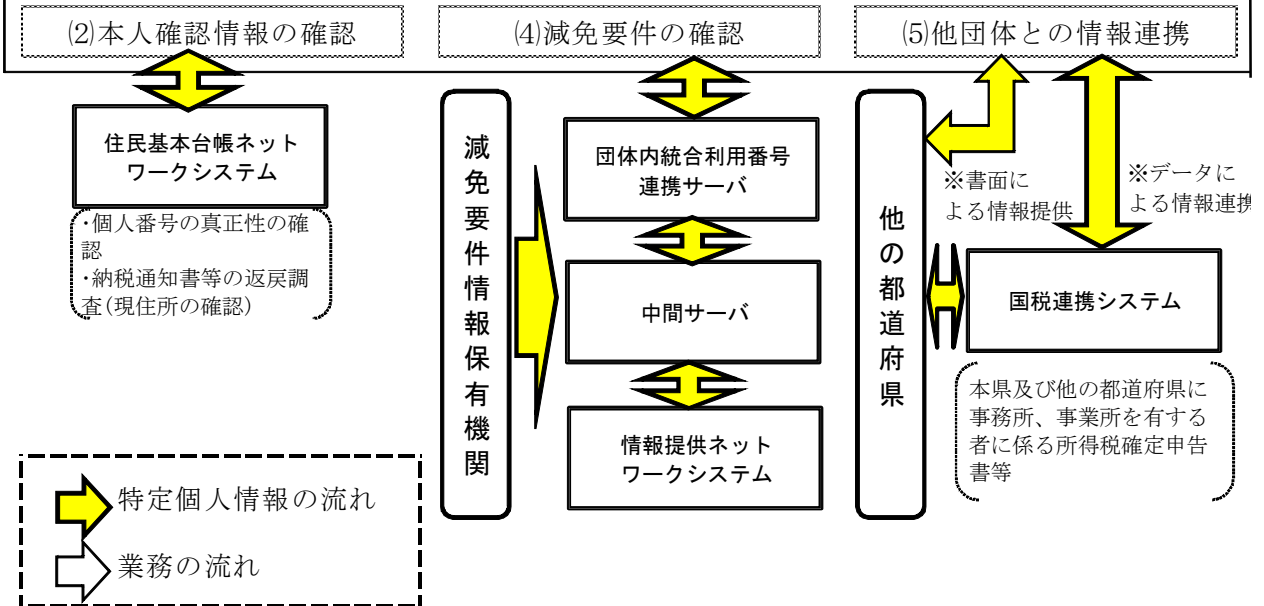 ⑵本人確認情報の確認
⑷減免要件の確認
⑸他団体との情報連携
住民基本台帳ネット
ワークシステム
・個人番号の真正性の確
認
・納税通知書等の返戻調
査(現住所の確認)
減免要件情報保有機関
団体内統合利用番号
連携サーバ
中間サーバ
情報提供ネット
ワークシステム
他の都道府県
※書面に
よる情報提供
※データに
よる情報連携
国税連携システム
本県及び他の都道府県に
事務所、事業所を有する
者に係る所得税確定申告
書等
特定個人情報の流れ
業務の流れ